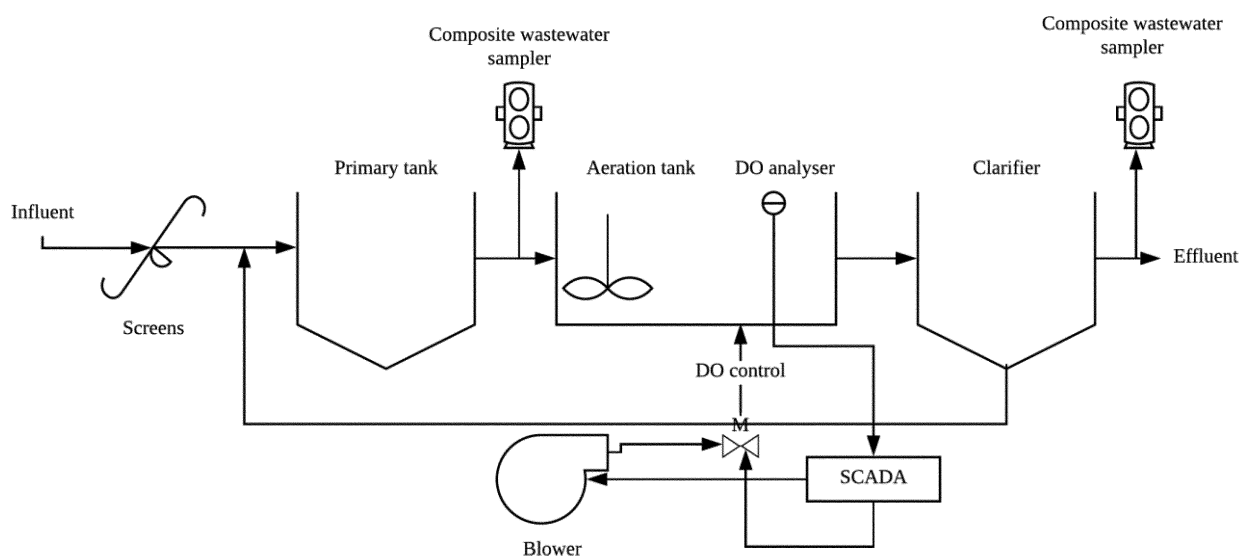 Composite wastewater
sampler
Composite wastewater
sampler
Primary tank
Aeration tank
DO analyser
Clarifier
Influent
Effluent
Screens
DO control
M
SCADA
Blower